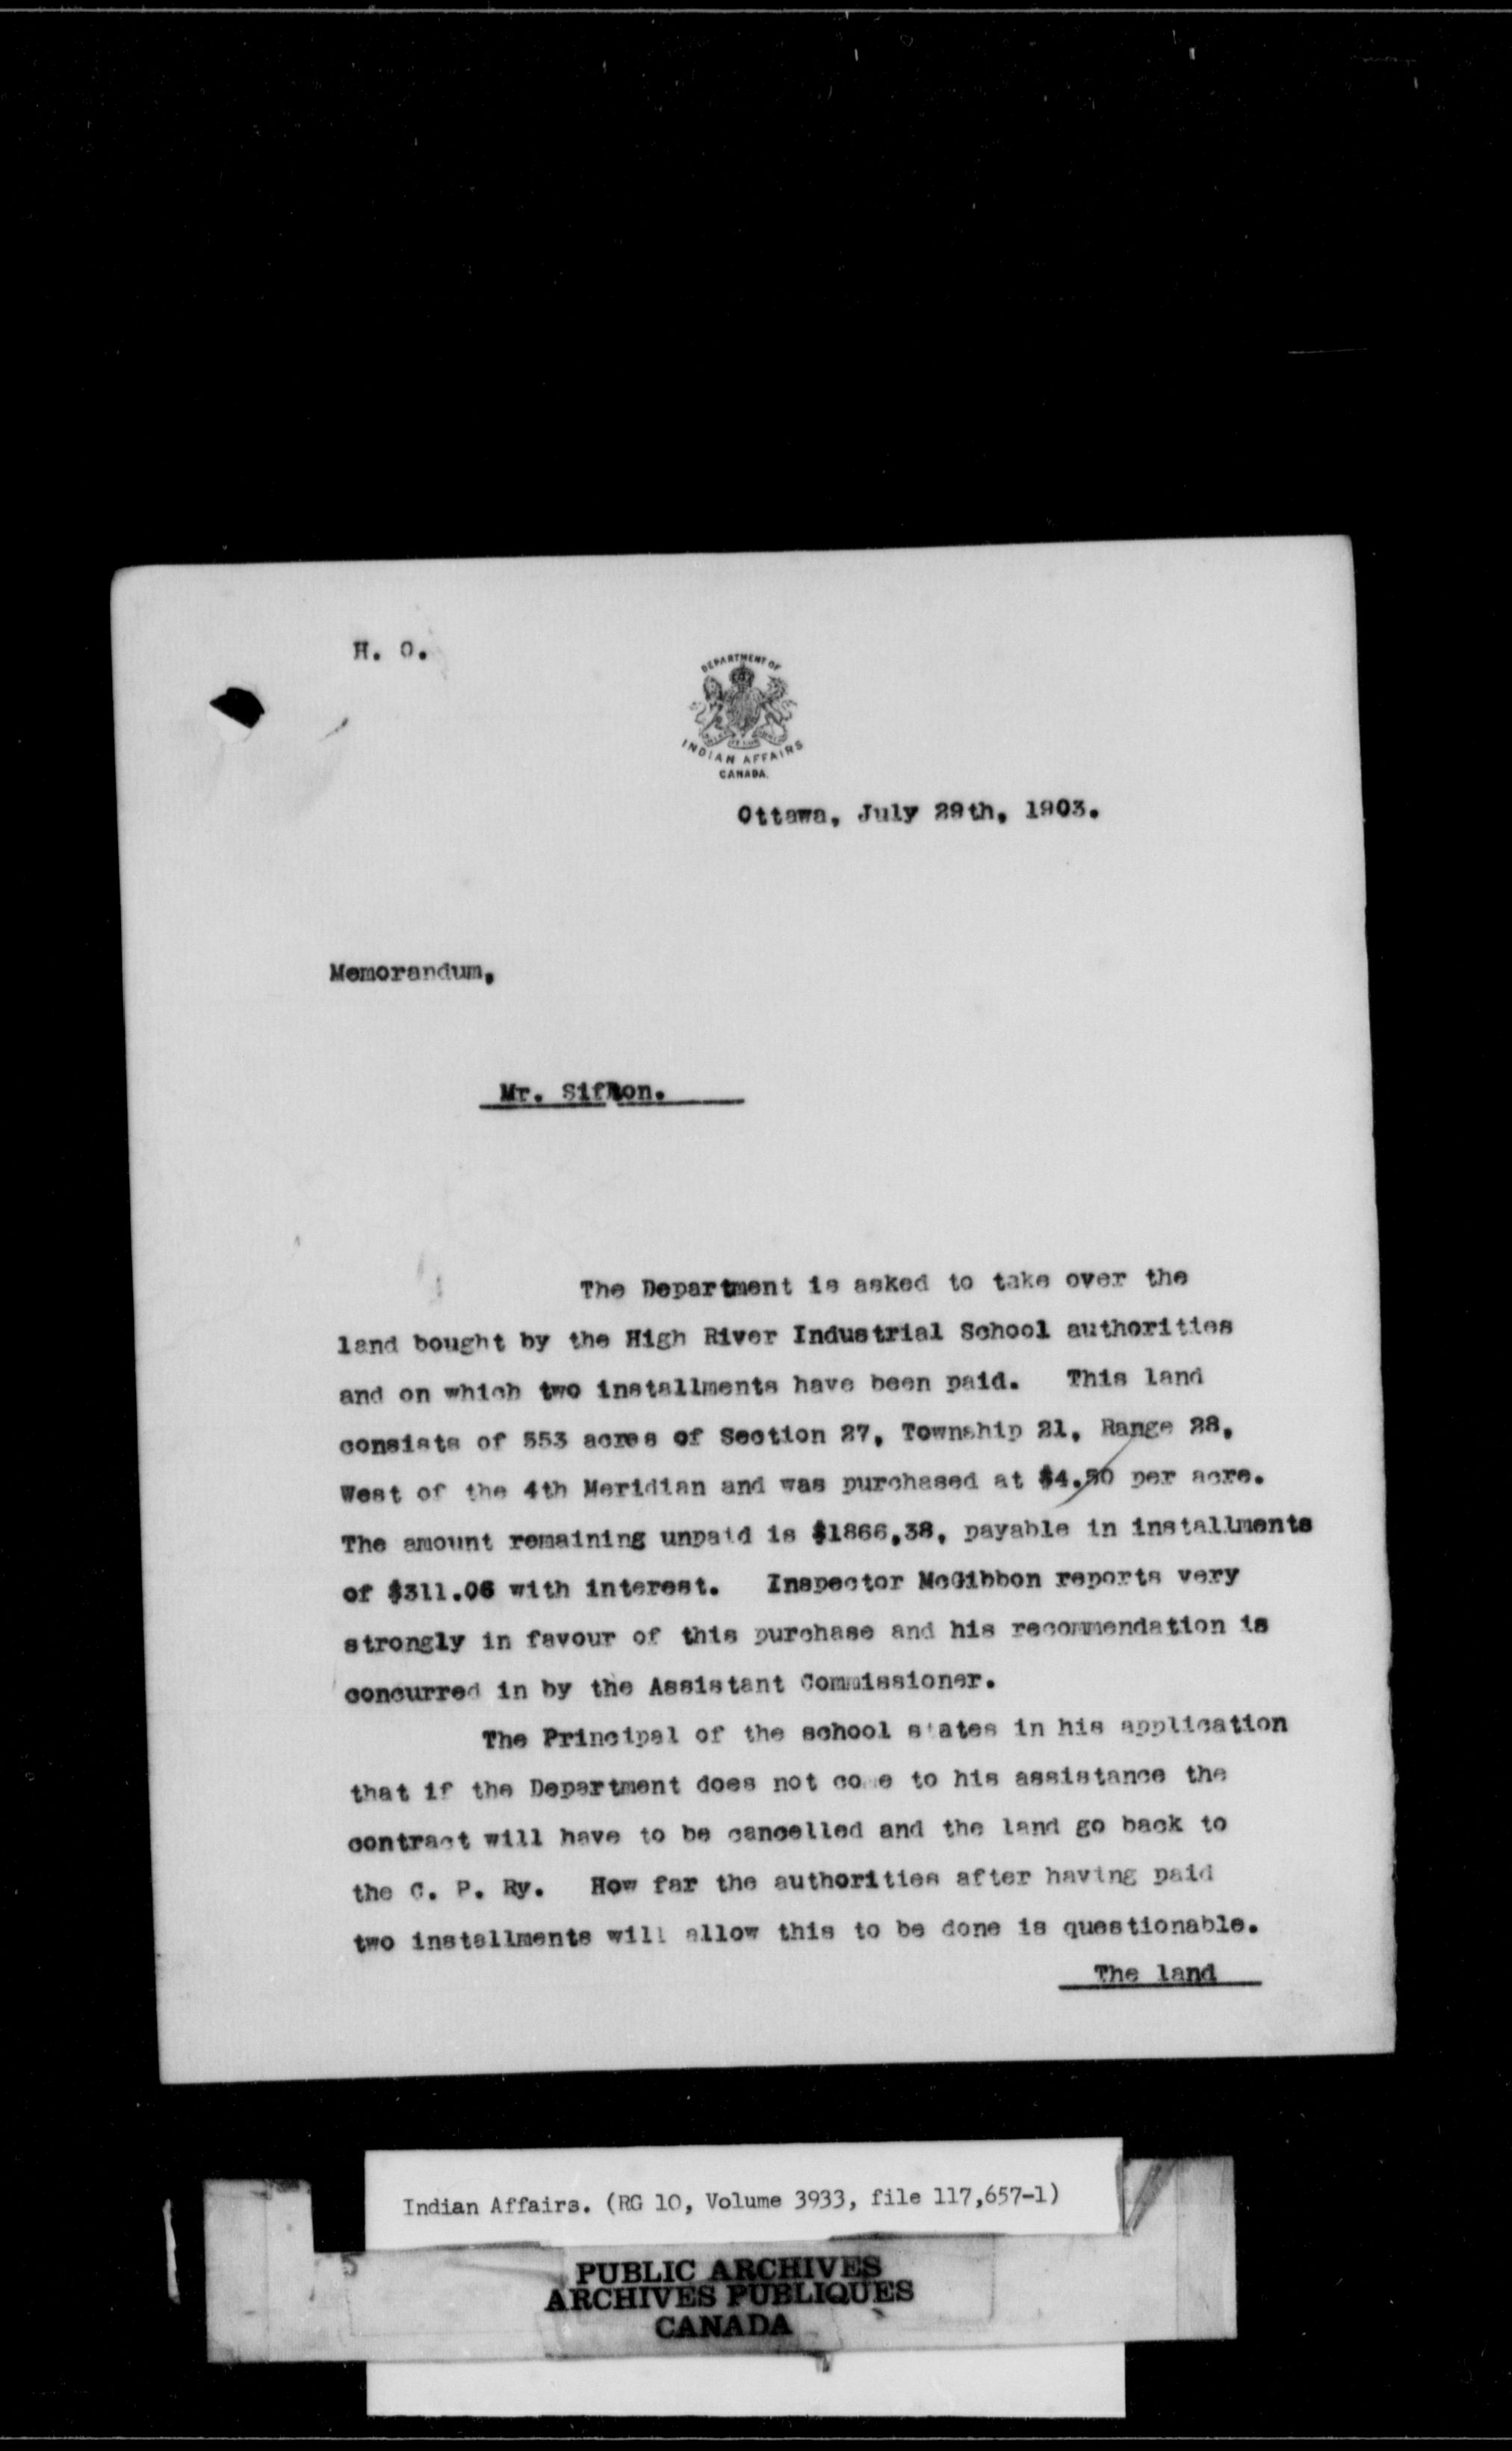 H. O.
DEPARTMENT OF
INDIAN AFFAIRS
CANADA.
Ottawa, July 29th, 1903.
Memorandum,
Mr. Sifton.
The Department is asked to take over the
land bought by the High River Industrial School authorities
and on which two installments have been paid. This land
consists of 553 acres of Section 27, Township 21, Range 28,
West of the 4th Meridian and was purchased at $4.50 per acre.
The amount remaining unpaid is $1866,38, payable in installments
of $311.06 with interest. Inspector McGibbon reports very
strongly in favour of this purchase and his recommendation is
concurred in by the Assistant Commissioner.
The Principal of the school states in his application
that if the Department does not come to his assistance the
contract will have to be cancelled and the land go back to
the C. P. Ry. How far the authorities after having paid
two installments will allow this to be done is questionable.
The land
Indian Affairs. (RG 10, Volume 3933, file 117,657-1)
5
PUBLIC ARCHIVES
ARCHIVES PUBLIQUES
CANADA